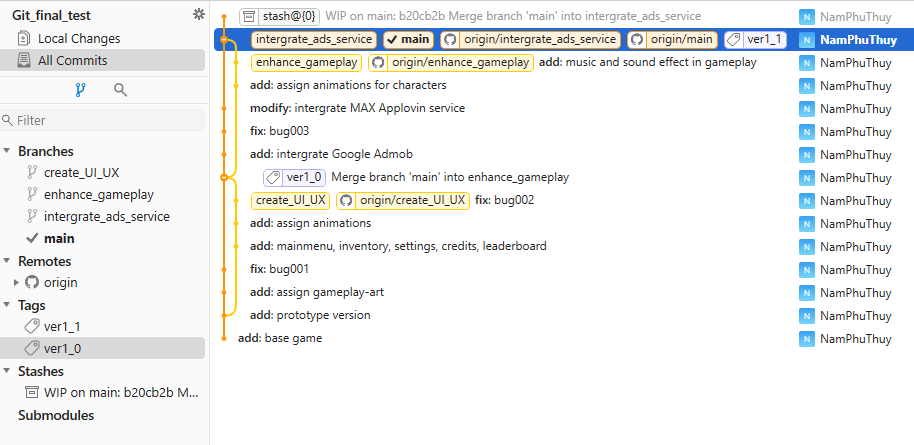 Git_final_test
Local Changes
All Commits
Filter
Branches
create_UI_UX
enhance_gameplay
intergrate_ads_service
main
Remotes
origin
Tags
ver1_1
ver1_0
Stashes
WIP on main: b20cb2b M...
Submodules
stash@{0} WIP on main: b20cb2b Merge branch 'main' into intergrate_ads_service N NamPhuThuy
intergrate_ads_service main origin/intergrate_ads_service origin/main ver1_1 N NamPhuThuy
enhance_gameplay origin/enhance_gameplay add: music and sound effect in gameplay N NamPhuThuy
add: assign animations for characters N NamPhuThuy
modify: intergrate MAX Applovin service N NamPhuThuy
fix: bug003 N NamPhuThuy
add: intergrate Google Admob N NamPhuThuy
ver1_0 Merge branch 'main' into enhance_gameplay N NamPhuThuy
create_UI_UX origin/create_UI_UX fix: bug002 N NamPhuThuy
add: assign animations N NamPhuThuy
add: mainmenu, inventory, settings, credits, leaderboard N NamPhuThuy
fix: bug001 N NamPhuThuy
add: assign gameplay-art N NamPhuThuy
add: prototype version N NamPhuThuy
add: base game N NamPhuThuy